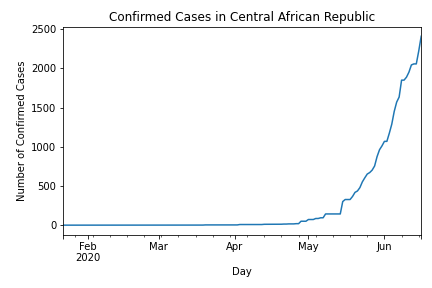 Confirmed Cases in Central African Republic
Number of Confirmed Cases
2500
2000
1500
1000
500
0
Feb
2020
Mar
Apr
May
Jun
Day